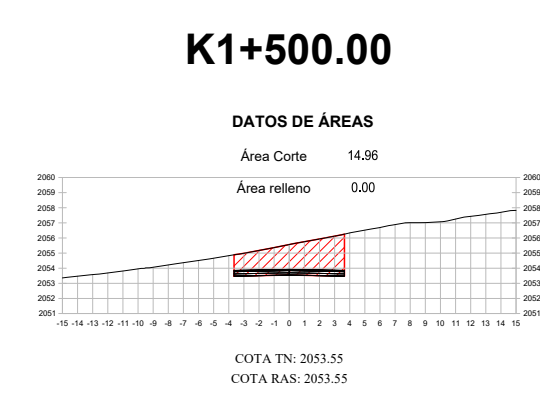 K1+500.00
DATOS DE ÁREAS
Área Corte 14.96
Área relleno 0.00
2060 2060
2059 2059
2058 2058
2057 2057
2056 2056
2055 2055
2054 2054
2053 2053
2052 2052
2051 2051
-15 -14 -13 -12 -11 -10 -9 -8 -7 -6 -5 -4 -3 -2 -1 0 1 2 3 4 5 6 7 8 9 10 11 12 13 14 15
COTA TN: 2053.55
COTA RAS: 2053.55